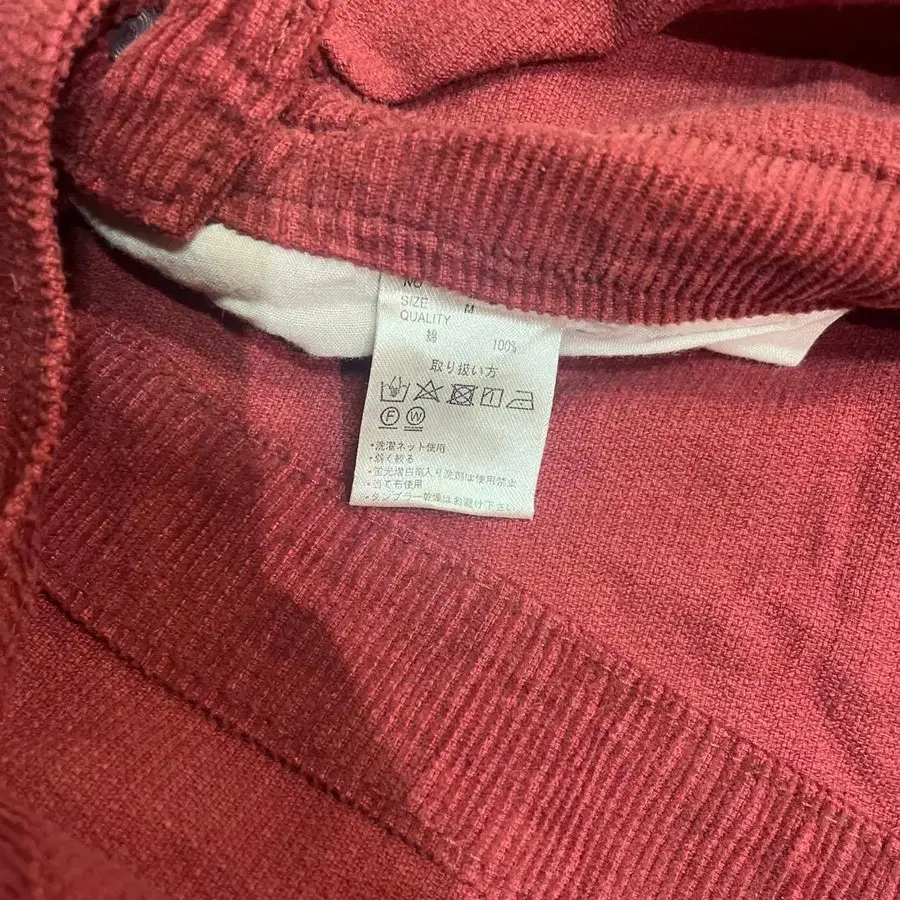 NO
SIZE M
QUALITY
綿 100%
取り扱い方
F W
・洗濯ネット使用
・弱く絞る
・蛍光増白剤入り洗剤は使用禁止
・当て布使用
・タンブラー乾燥はお避け下さい